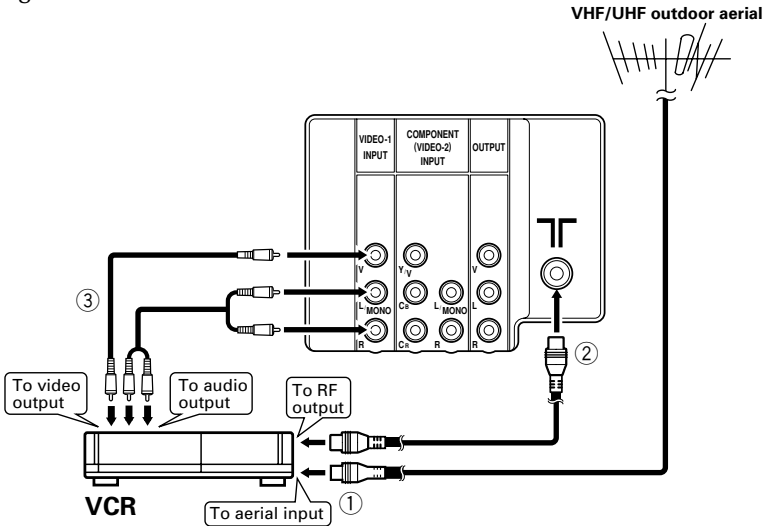 VHF/UHF outdoor aerial
VIDEO-1
INPUT
COMPONENT
(VIDEO-2)
INPUT
OUTPUT
V
Y/V
V
L/MONO
CB
L/MONO
L
R
CR
R
R
③
②
To video
output
To audio
output
To RF
output
VCR
To aerial input
①